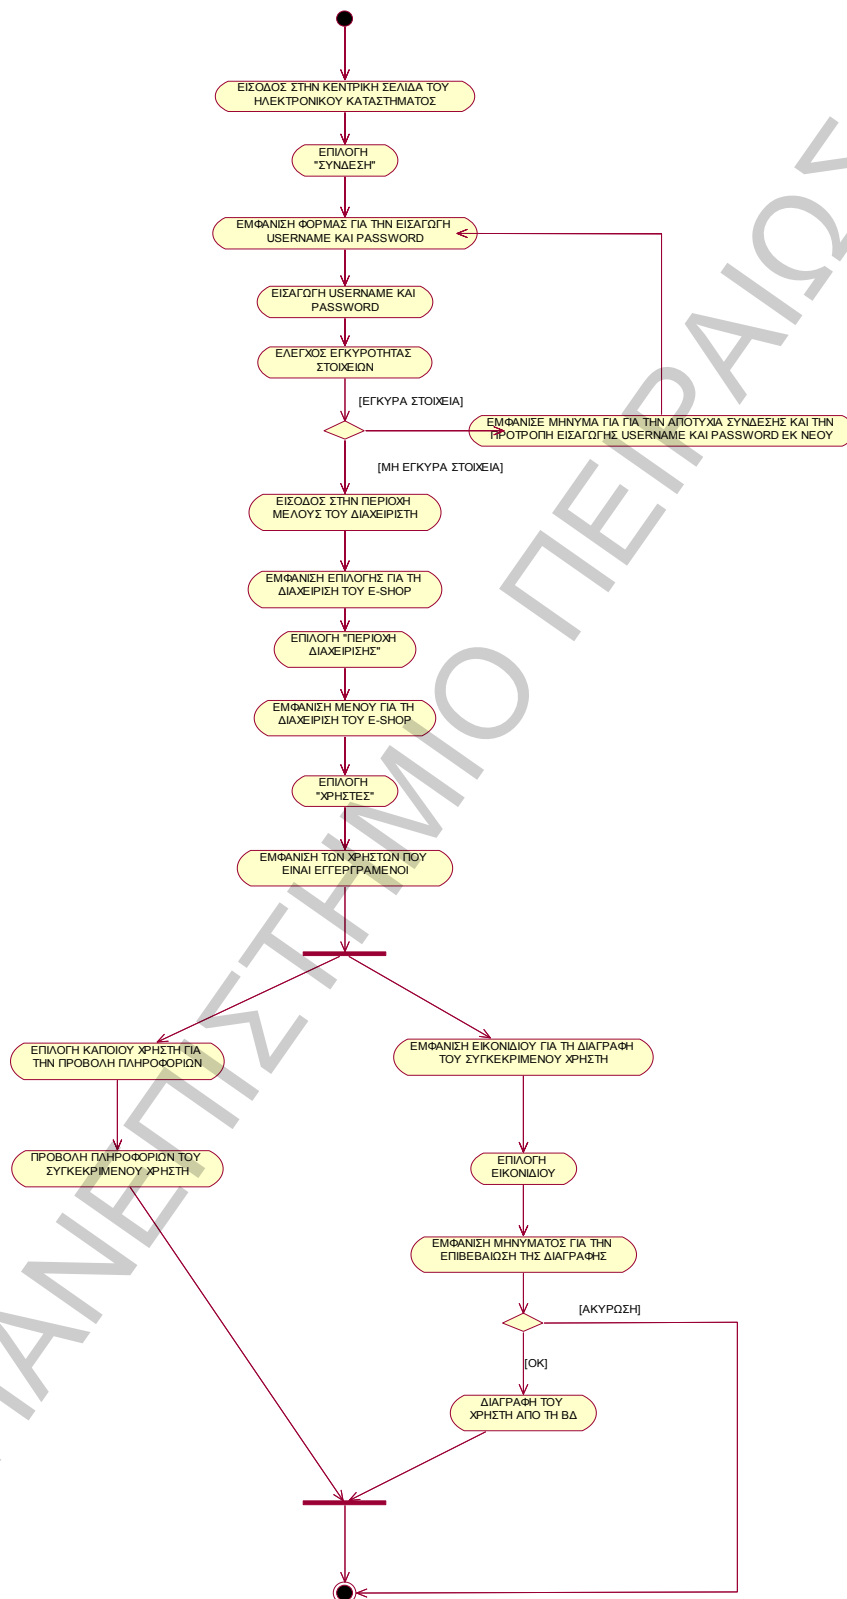 ΕΙΣΟΔΟΣ ΣΤΗΝ ΚΕΝΤΡΙΚΗ ΣΕΛΙΔΑ ΤΟΥ
ΗΛΕΚΤΡΟΝΙΚΟΥ ΚΑΤΑΣΤΗΜΑΤΟΣ
ΕΠΙΛΟΓΗ
"ΣΥΝΔΕΣΗ"
ΕΜΦΑΝΙΣΗ ΦΟΡΜΑΣ ΓΙΑ ΤΗΝ ΕΙΣΑΓΩΓΗ
USERNAME ΚΑΙ PASSWORD
ΕΙΣΑΓΩΓΗ USERNAME ΚΑΙ
PASSWORD
ΕΛΕΓΧΟΣ ΕΓΚΥΡΟΤΗΤΑΣ
ΣΤΟΙΧΕΙΩΝ
[ΕΓΚΥΡΑ ΣΤΟΙΧΕΙΑ]
ΕΜΦΑΝΙΣΕ ΜΗΝΥΜΑ ΓΙΑ ΓΙΑ ΤΗΝ ΑΠΟΤΥΧΙΑ ΣΥΝΔΕΣΗΣ ΚΑΙ ΤΗΝ
ΠΡΟΤΡΟΠΗ ΕΙΣΑΓΩΓΗΣ USERNAME ΚΑΙ PASSWORD ΕΚ ΝΕΟΥ
[ΜΗ ΕΓΚΥΡΑ ΣΤΟΙΧΕΙΑ]
ΕΙΣΟΔΟΣ ΣΤΗΝ ΠΕΡΙΟΧΗ
ΜΕΛΟΥΣ ΤΟΥ ΔΙΑΧΕΙΡΙΣΤΗ
ΕΜΦΑΝΙΣΗ ΕΠΙΛΟΓΗΣ ΓΙΑ ΤΗ
ΔΙΑΧΕΙΡΙΣΗ ΤΟΥ E-SHOP
ΕΠΙΛΟΓΗ "ΠΕΡΙΟΧΗ
ΔΙΑΧΕΙΡΙΣΗΣ"
ΕΜΦΑΝΙΣΗ ΜΕΝΟΥ ΓΙΑ ΤΗ
ΔΙΑΧΕΙΡΙΣΗ ΤΟΥ E-SHOP
ΕΠΙΛΟΓΗ
"ΧΡΗΣΤΕΣ"
ΕΜΦΑΝΙΣΗ ΤΩΝ ΧΡΗΣΤΩΝ ΠΟΥ
ΕΙΝΑΙ ΕΓΓΕΡΓΡΑΜΕΝΟΙ
ΕΠΙΛΟΓΗ ΚΑΠΟΙΟΥ ΧΡΗΣΤΗ ΓΙΑ
ΤΗΝ ΠΡΟΒΟΛΗ ΠΛΗΡΟΦΟΡΙΩΝ
ΕΜΦΑΝΙΣΗ ΕΙΚΟΝΙΔΙΟΥ ΓΙΑ ΤΗ ΔΙΑΓΡΑΦΗ
ΤΟΥ ΣΥΓΚΕΚΡΙΜΕΝΟΥ ΧΡΗΣΤΗ
ΠΡΟΒΟΛΗ ΠΛΗΡΟΦΟΡΙΩΝ ΤΟΥ
ΣΥΓΚΕΚΡΙΜΕΝΟΥ ΧΡΗΣΤΗ
ΕΠΙΛΟΓΗ
ΕΙΚΟΝΙΔΙΟΥ
ΕΜΦΑΝΙΣΗ ΜΗΝΥΜΑΤΟΣ ΓΙΑ ΤΗΝ
ΕΠΙΒΕΒΑΙΩΣΗ ΤΗΣ ΔΙΑΓΡΑΦΗΣ
[ΑΚΥΡΩΣΗ]
[OK]
ΔΙΑΓΡΑΦΗ ΤΟΥ
ΧΡΗΣΤΗ ΑΠΟ ΤΗ ΒΔ
ΠΑΝΕΠΙΣΤΗΜΙΟ ΠΕΙΡΑΙΩΣ